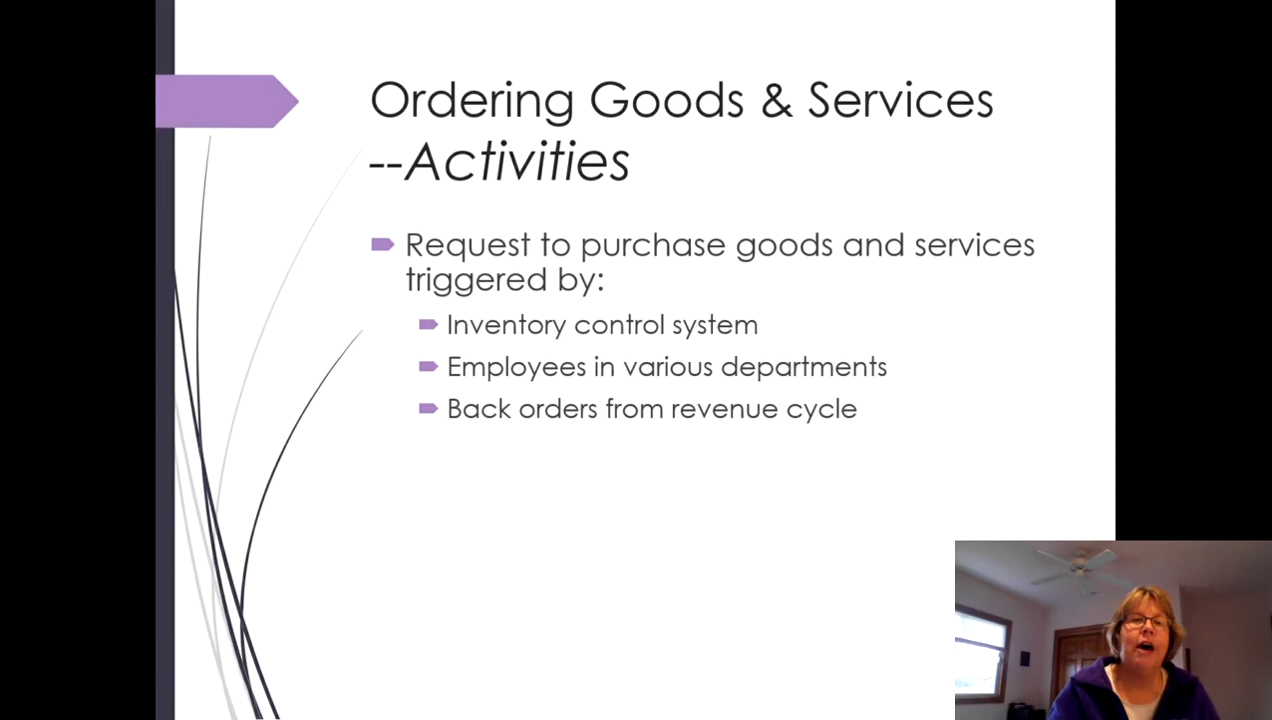 Ordering Goods & Services
--Activities
Request to purchase goods and services
triggered by:
Inventory control system
Employees in various departments
Back orders from revenue cycle